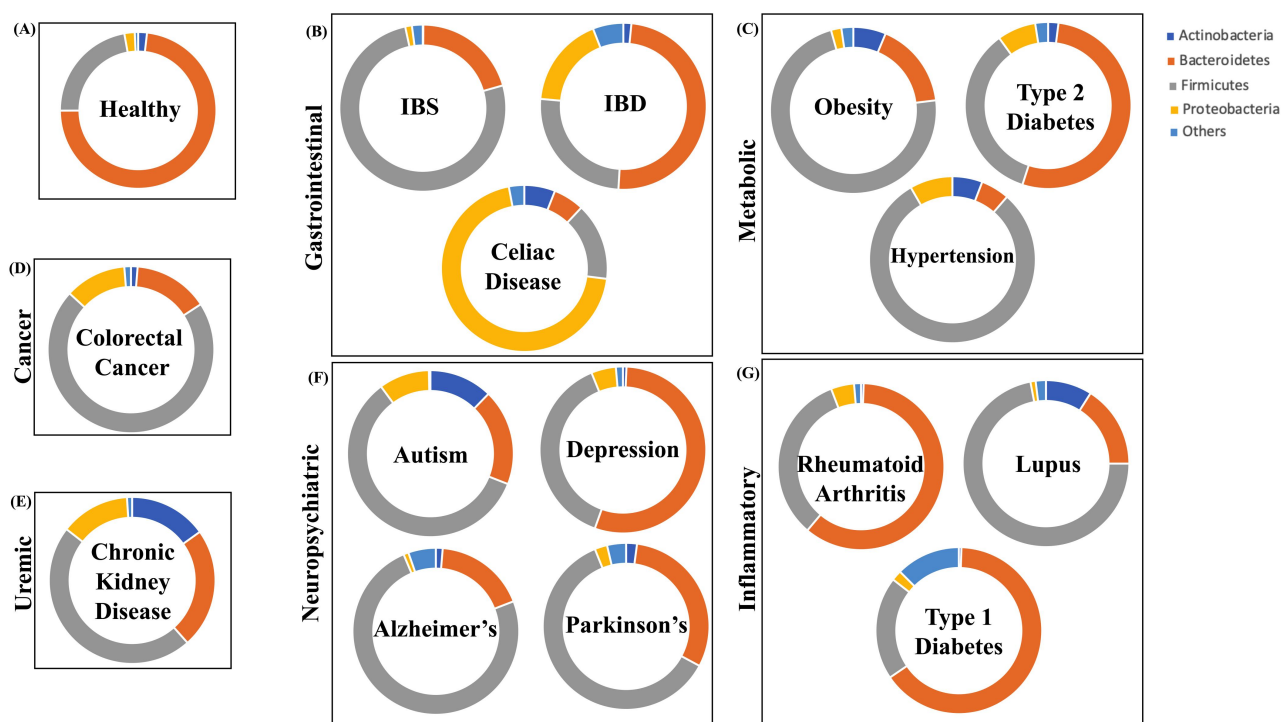 (A)
Healthy
(B)
Gastrointestinal
IBS
IBD
Celiac
Disease
(C)
Metabolic
Obesity
Type 2
Diabetes
Hypertension
Actinobacteria
Bacteroidetes
Firmicutes
Proteobacteria
Others
(D)
Cancer
Colorectal
Cancer
(E)
Uremic
Chronic
Kidney
Disease
(F)
Neuropsychiatric
Autism
Depression
Alzheimer’s
Parkinson’s
(G)
Inflammatory
Rheumatoid
Arthritis
Lupus
Type 1
Diabetes